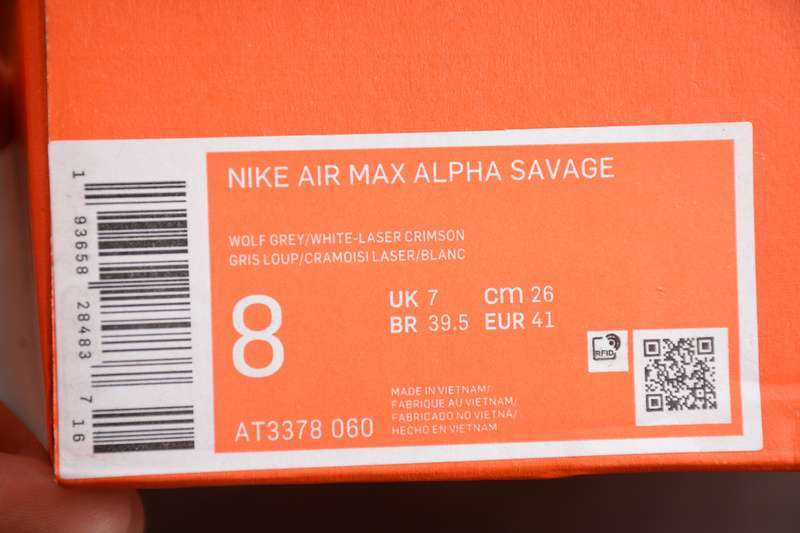 NIKE AIR MAX ALPHA SAVAGE
WOLF GREY/WHITE-LASER CRIMSON
GRIS LOUP/CRAMOISI LASER/BLANC
8
UK 7 cm 26
BR 39.5 EUR 41
AT3378 060
MADE IN VIETNAM/
FABRIQUE AU VIETNAM/
FABRICADO NO VIETNÁ/
HECHO EN VIETNAM
RFID
1 93658 28483 7 16